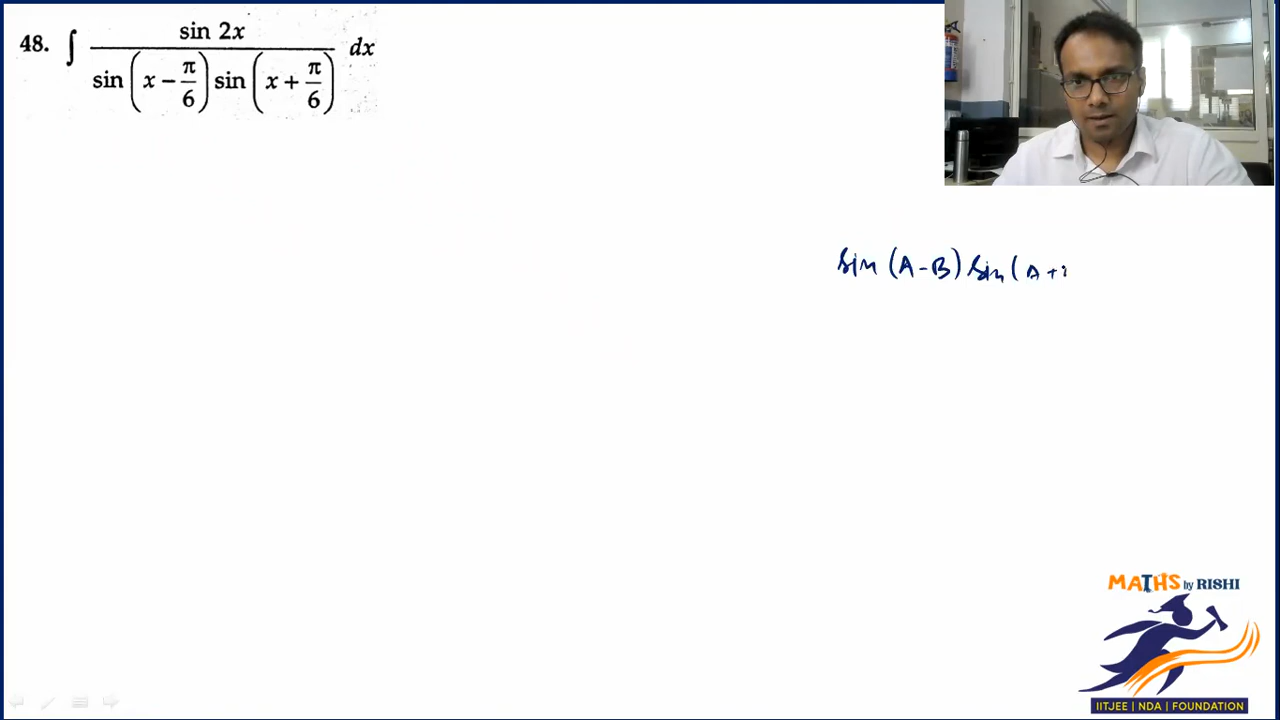 48. ∫ sin 2x / sin(x − π/6) sin(x + π/6) dx
Sin (A-B) Sin ( A +
MATHS by RISHI
IITJEE | NDA | FOUNDATION